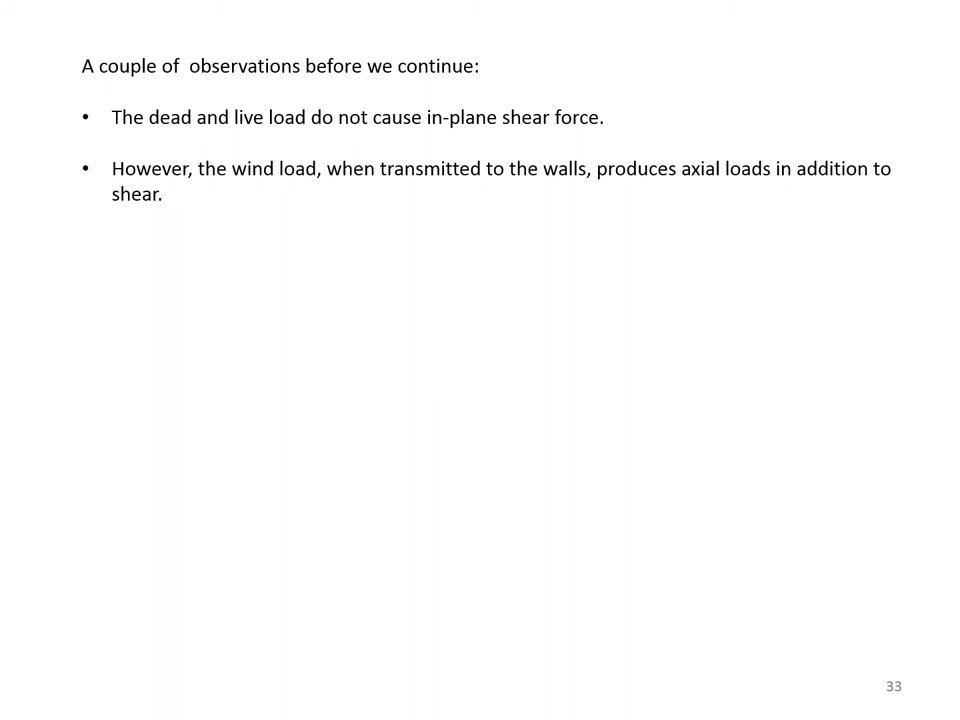 A couple of  observations before we continue:
• The dead and live load do not cause in-plane shear force.
• However, the wind load, when transmitted to the walls, produces axial loads in addition to
shear.
33